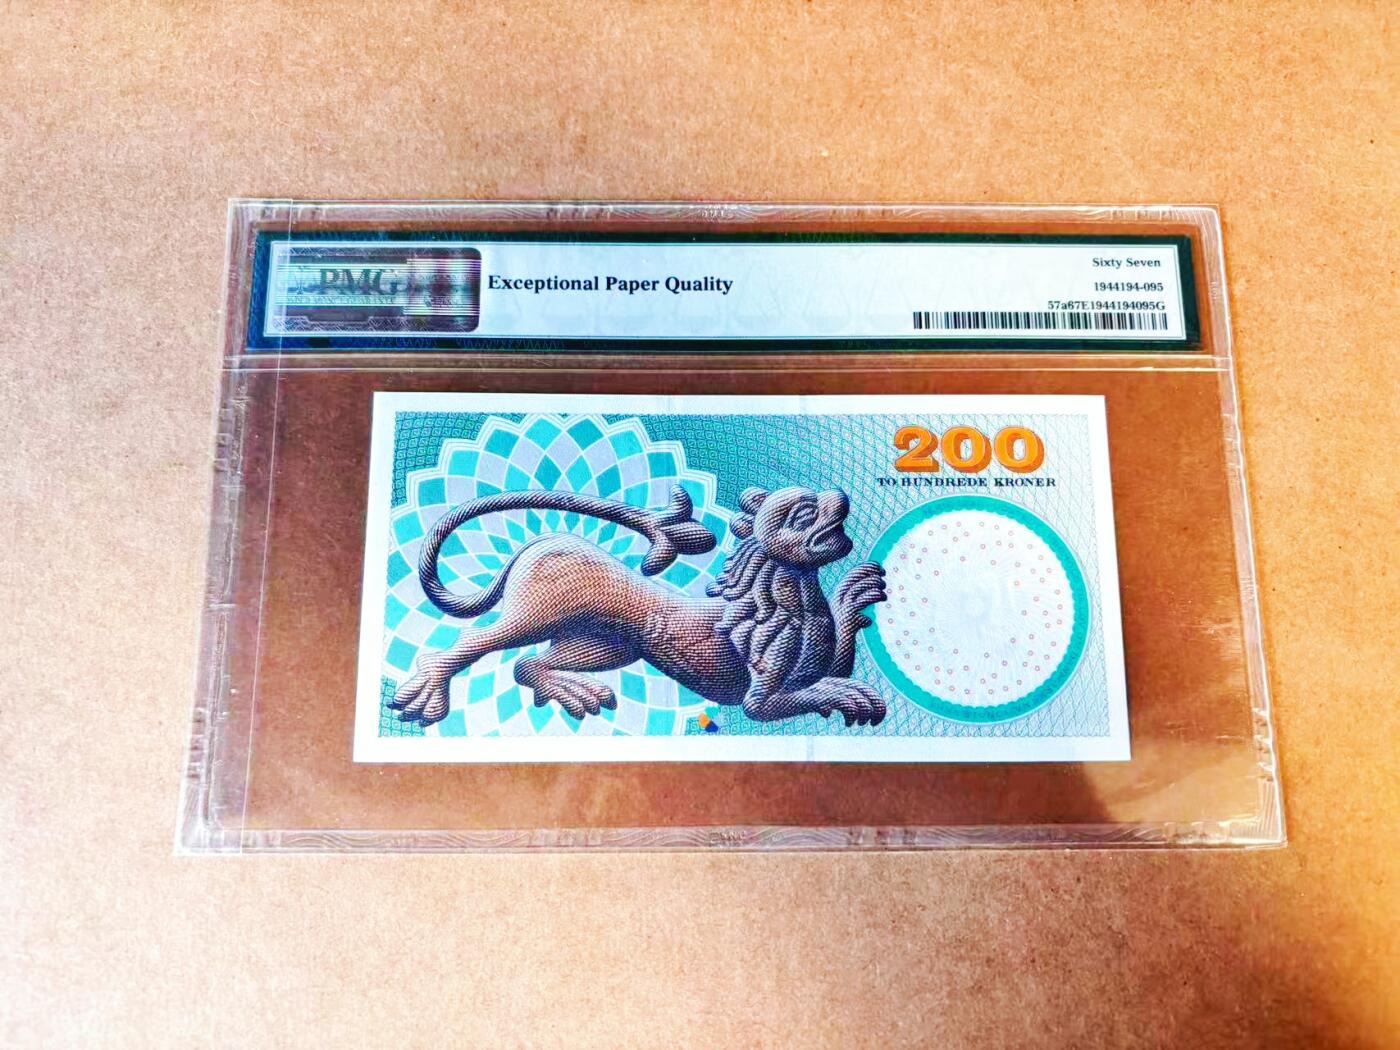 PMG
Exceptional Paper Quality
Sixty Seven
1944194-095
57a67E1944194095G
200
TO HUNDREDE KRONER